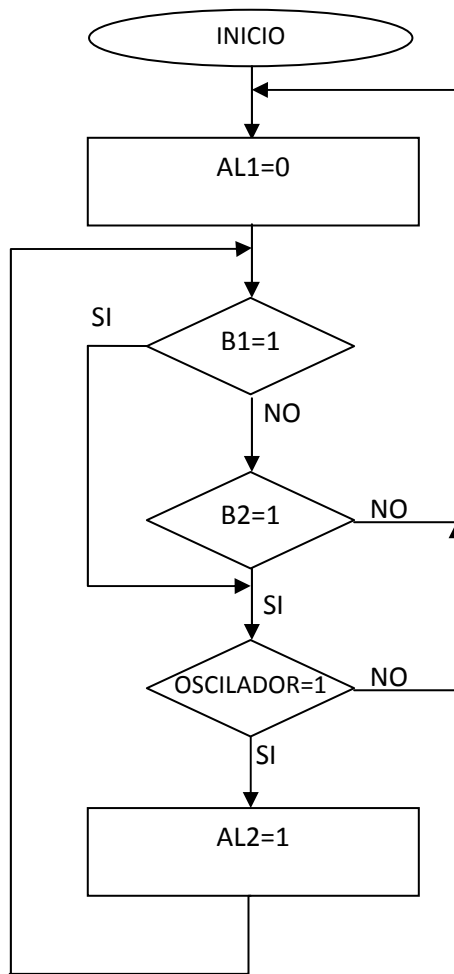 INICIO
AL1=0
SI
B1=1
NO
B2=1
NO
SI
OSCILADOR=1
NO
SI
AL2=1